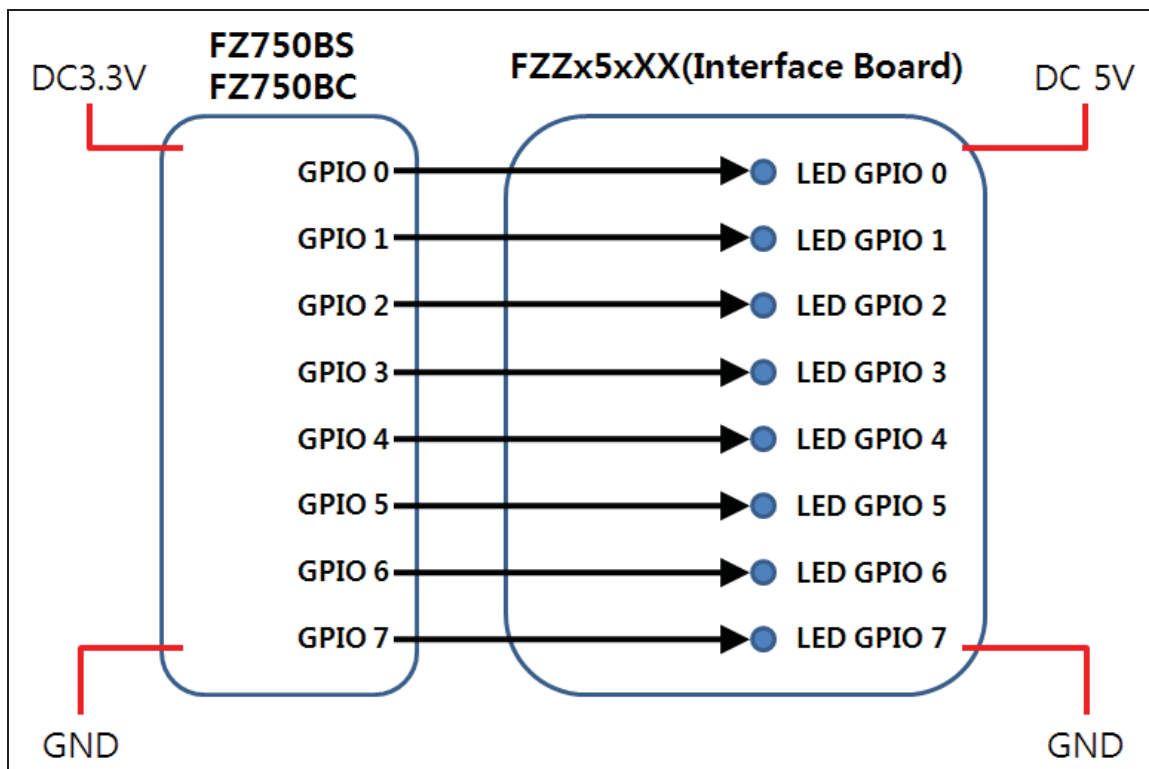 FZ750BS
FZ750BC
FZZx5xXX(Interface Board)
DC3.3V
DC 5V
GPIO 0
LED GPIO 0
GPIO 1
LED GPIO 1
GPIO 2
LED GPIO 2
GPIO 3
LED GPIO 3
GPIO 4
LED GPIO 4
GPIO 5
LED GPIO 5
GPIO 6
LED GPIO 6
GPIO 7
LED GPIO 7
GND
GND